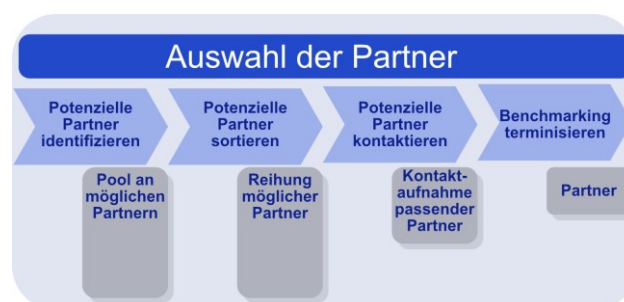 Auswahl der Partner
Potenzielle
Partner
identifizieren
Potenzielle
Partner
sortieren
Potenzielle
Partner
kontaktieren
Benchmarking
terminisieren
Pool an
möglichen
Partnern
Reihung
möglicher
Partner
Kontakt-
aufnahme
passender
Partner
Partner